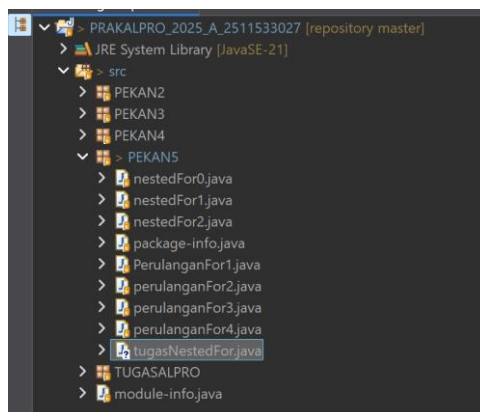 > PRAKALPRO_2025_A_2511533027 [repository master]
> JRE System Library [JavaSE-21]
> src
> PEKAN2
> PEKAN3
> PEKAN4
> PEKAN5
> nestedFor0.java
> nestedFor1.java
> nestedFor2.java
> package-info.java
> PerulanganFor1.java
> perulanganFor2.java
> perulanganFor3.java
> perulanganFor4.java
> tugasNestedFor.java
> TUGASALPRO
> module-info.java